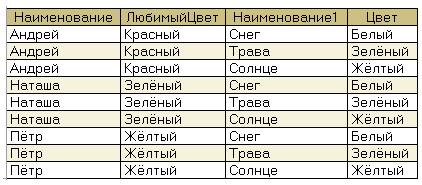 Наименование ЛюбимыйЦвет Наименование1 Цвет
Андрей Красный Снег Белый
Андрей Красный Трава Зелёный
Андрей Красный Солнце Жёлтый
Наташа Зелёный Снег Белый
Наташа Зелёный Трава Зелёный
Наташа Зелёный Солнце Жёлтый
Пётр Жёлтый Снег Белый
Пётр Жёлтый Трава Зелёный
Пётр Жёлтый Солнце Жёлтый